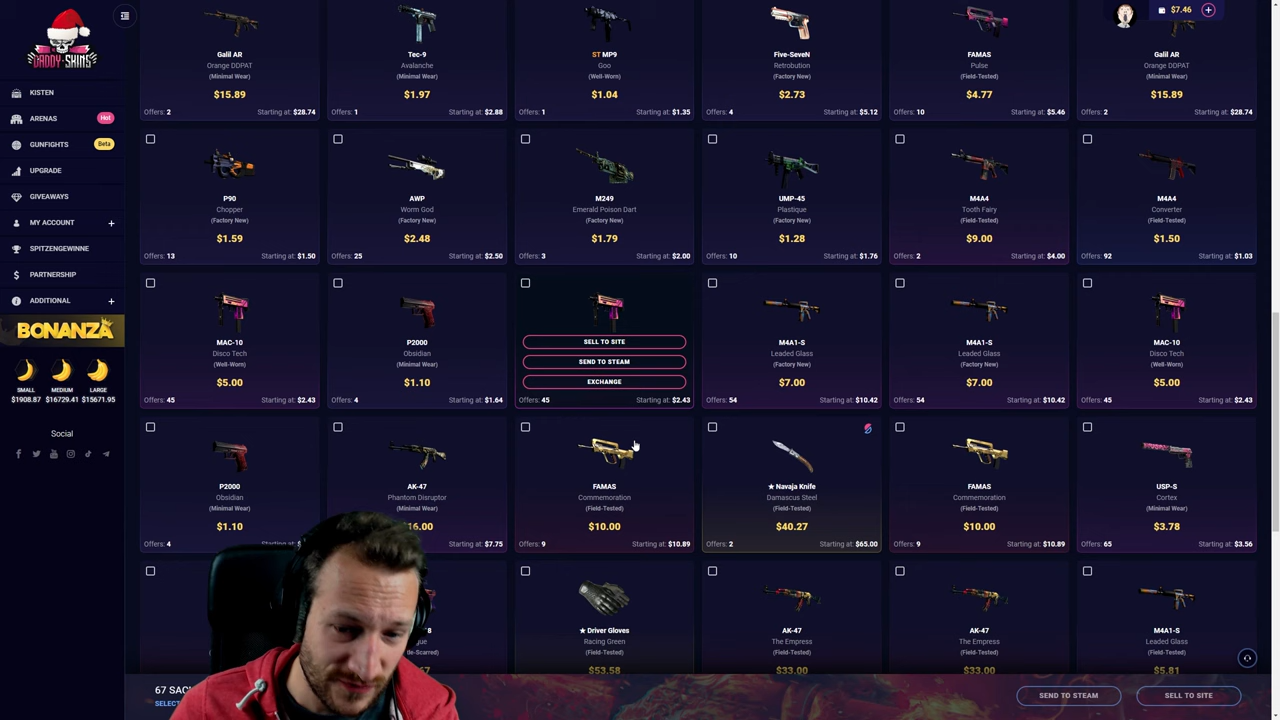 $7.46
DADDY-SKINS
KISTEN
ARENAS
Hot
GUNFIGHTS
Beta
UPGRADE
GIVEAWAYS
MY ACCOUNT
SPITZENGEWINNE
PARTNERSHIP
ADDITIONAL
BONANZA
SMALL MEDIUM LARGE
$1908.87 $16729.41 $15671.95
Social
Galil AR
Orange DDPAT
(Minimal Wear)
$15.89
Offers: 2 Starting at: $28.74
Tec-9
Avalanche
(Minimal Wear)
$1.97
Offers: 1 Starting at: $2.88
ST MP9
Goo
(Well-Worn)
$1.04
Offers: 1 Starting at: $1.35
Five-SeveN
Retrobution
(Factory New)
$2.73
Offers: 4 Starting at: $5.12
FAMAS
Pulse
(Field-Tested)
$4.77
Offers: 10 Starting at: $5.46
Galil AR
Orange DDPAT
(Minimal Wear)
$15.89
Offers: 2 Starting at: $28.74
P90
Chopper
(Factory New)
$1.59
Offers: 13 Starting at: $1.50
AWP
Worm God
(Factory New)
$2.48
Offers: 25 Starting at: $2.50
M249
Emerald Poison Dart
(Factory New)
$1.79
Offers: 3 Starting at: $2.00
UMP-45
Plastique
(Factory New)
$1.28
Offers: 10 Starting at: $1.76
M4A4
Tooth Fairy
(Field-Tested)
$9.00
Offers: 2 Starting at: $4.00
M4A4
Converter
(Field-Tested)
$1.50
Offers: 92 Starting at: $1.03
MAC-10
Disco Tech
(Well-Worn)
$5.00
Offers: 45 Starting at: $2.43
P2000
Obsidian
(Minimal Wear)
$1.10
Offers: 4 Starting at: $1.64
SELL TO SITE
SEND TO STEAM
EXCHANGE
Offers: 45 Starting at: $2.43
M4A1-S
Leaded Glass
(Factory New)
$7.00
Offers: 54 Starting at: $10.42
M4A1-S
Leaded Glass
(Factory New)
$7.00
Offers: 54 Starting at: $10.42
MAC-10
Disco Tech
(Well-Worn)
$5.00
Offers: 45 Starting at: $2.43
P2000
Obsidian
(Minimal Wear)
$1.10
Offers: 4
AK-47
Phantom Disruptor
(Minimal Wear)
16.00
Starting at: $7.75
FAMAS
Commemoration
(Field-Tested)
$10.00
Offers: 9 Starting at: $10.89
★ Navaja Knife
Damascus Steel
(Field-Tested)
$40.27
Offers: 2 Starting at: $65.00
FAMAS
Commemoration
(Field-Tested)
$10.00
Offers: 9 Starting at: $10.89
USP-S
Cortex
(Minimal Wear)
$3.78
Offers: 65 Starting at: $3.56
★ Driver Gloves
Racing Green
(Field-Tested)
$53.58
AK-47
The Empress
(Field-Tested)
$33.00
AK-47
The Empress
(Field-Tested)
$33.00
M4A1-S
Leaded Glass
(Field-Tested)
$5.81
67 SAC
SELECT
SEND TO STEAM
SELL TO SITE